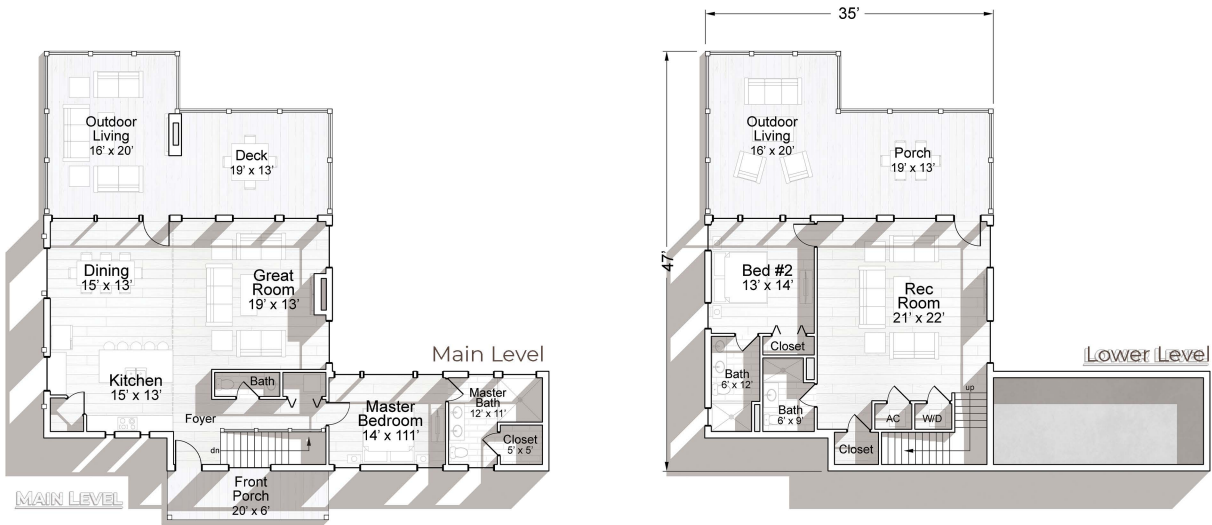 Outdoor
Living
16' x 20'
Deck
19' x 13'
Dining
15' x 13'
Great
Room
19' x 13'
Main Level
Kitchen
15' x 13'
Bath
Foyer
Master
Bedroom
14' x 111'
Master
Bath
12' x 11'
Closet
5' x 5'
dn
Front
Porch
20' x 6'
MAIN LEVEL
35'
47'
Outdoor
Living
16' x 20'
Porch
19' x 13'
Bed #2
13' x 14'
Rec
Room
21' x 22'
Closet
Lower Level
Bath
6' x 12'
Bath
6' x 9'
AC
W/D
up
Closet